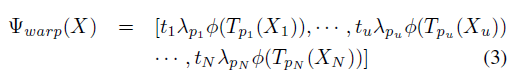 Ψ_{warp}(X) = [t_1λ_{p_1}ϕ(T_{p_1}(X_1)), ⋯ , t_uλ_{p_u}ϕ(T_{p_u}(X_u))
⋯ , t_Nλ_{p_N}ϕ(T_{p_N}(X_N))] (3)